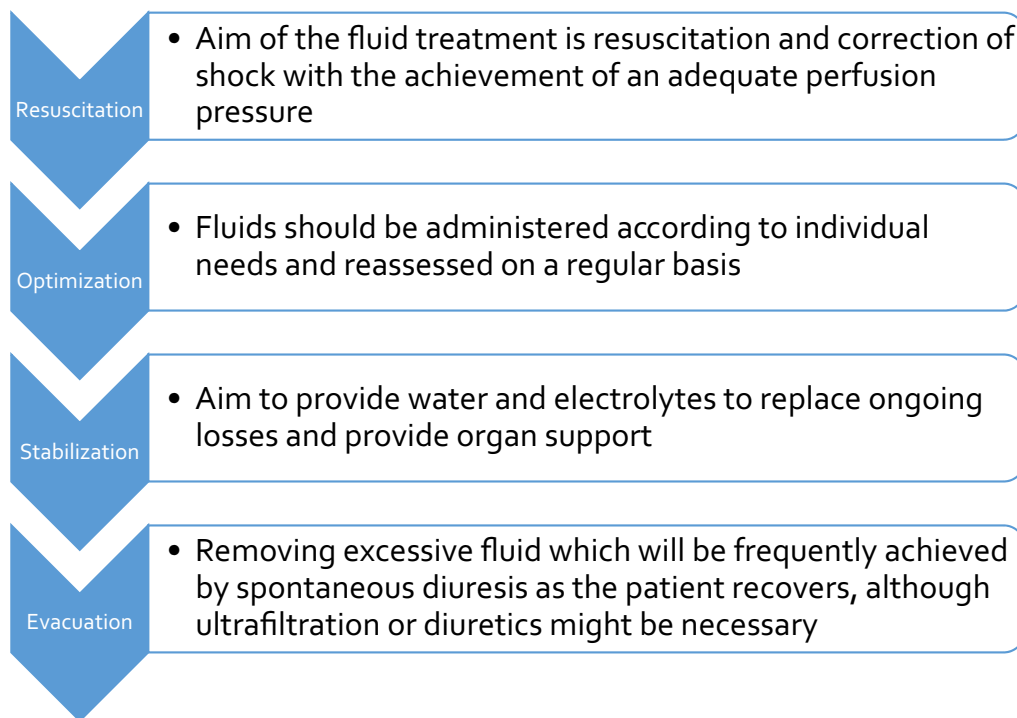 Resuscitation
• Aim of the fluid treatment is resuscitation and correction of
shock with the achievement of an adequate perfusion
pressure
Optimization
• Fluids should be administered according to individual
needs and reassessed on a regular basis
Stabilization
• Aim to provide water and electrolytes to replace ongoing
losses and provide organ support
Evacuation
• Removing excessive fluid which will be frequently achieved
by spontaneous diuresis as the patient recovers, although
ultrafiltration or diuretics might be necessary